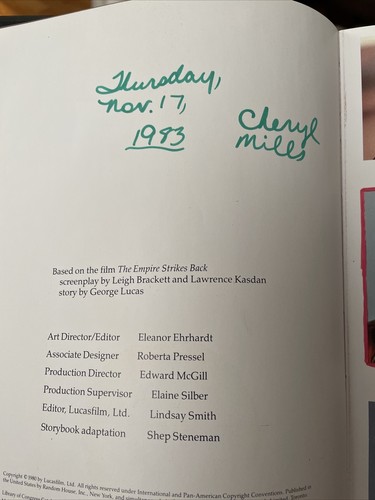 Thursday,
Nov. 17,
1983
Cheryl
Mills
Based on the film The Empire Strikes Back
screenplay by Leigh Brackett and Lawrence Kasdan
story by George Lucas
Art Director/Editor Eleanor Ehrhardt
Associate Designer Roberta Pressel
Production Director Edward McGill
Production Supervisor Elaine Silber
Editor, Lucasfilm, Ltd. Lindsay Smith
Storybook adaptation Shep Steneman
Copyright © 1980 by Lucasfilm, Ltd. All rights reserved under International and Pan-American Copyright Conventions. Published in
the United States by Random House, Inc., New York, and
Library of Congress